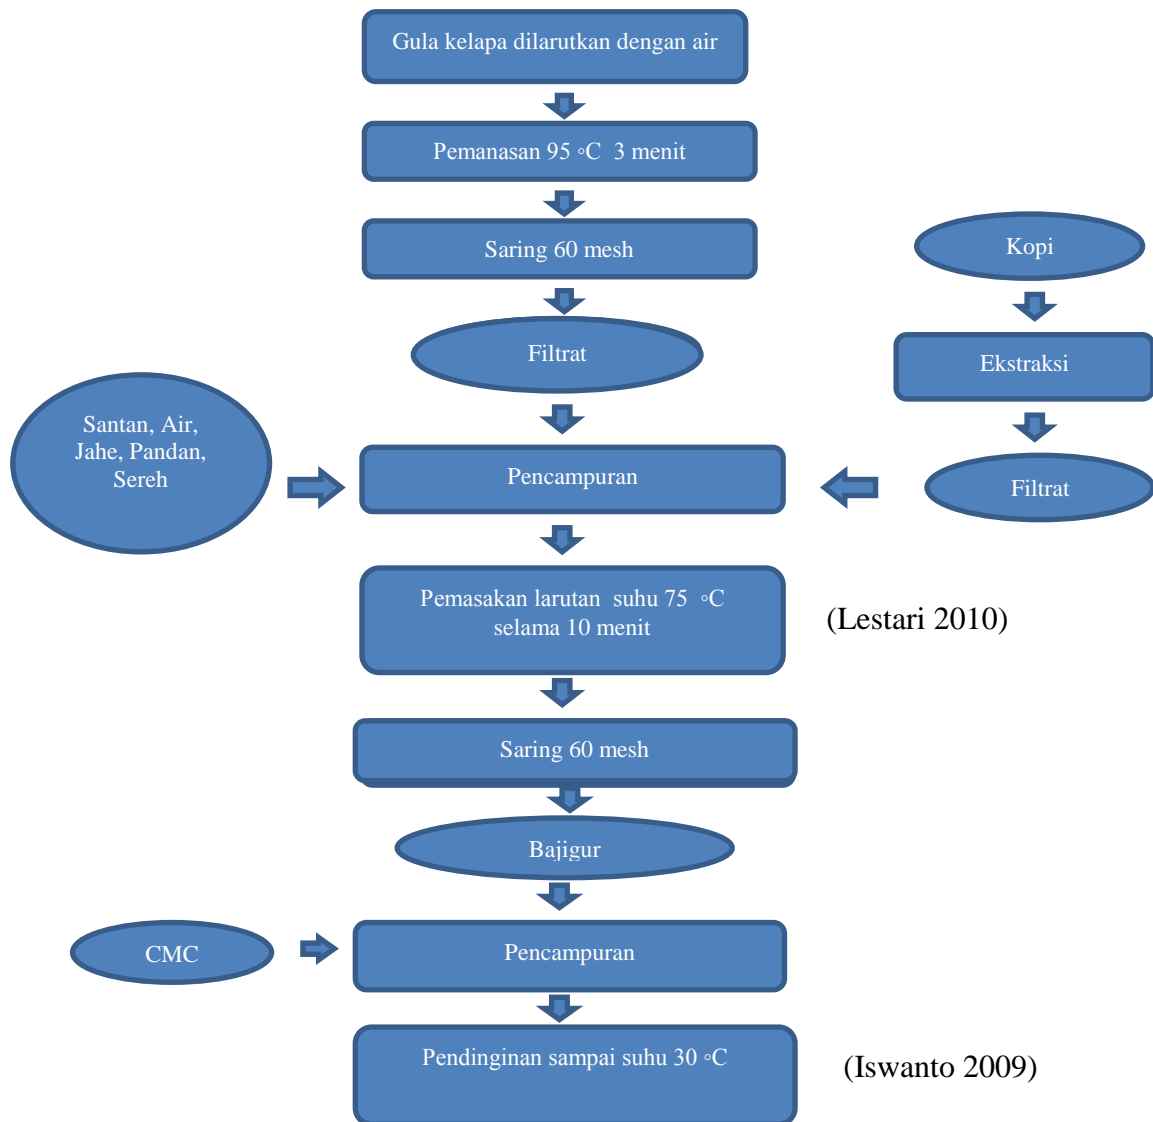 Gula kelapa dilarutkan dengan air
Pemanasan 95 °C 3 menit
Saring 60 mesh
Kopi
Filtrat
Ekstraksi
Santan, Air,
Jahe, Pandan,
Sereh
Pencampuran
Filtrat
Pemasakan larutan suhu 75 °C
selama 10 menit
(Lestari 2010)
Saring 60 mesh
Bajigur
CMC
Pencampuran
Pendinginan sampai suhu 30 °C
(Iswanto 2009)